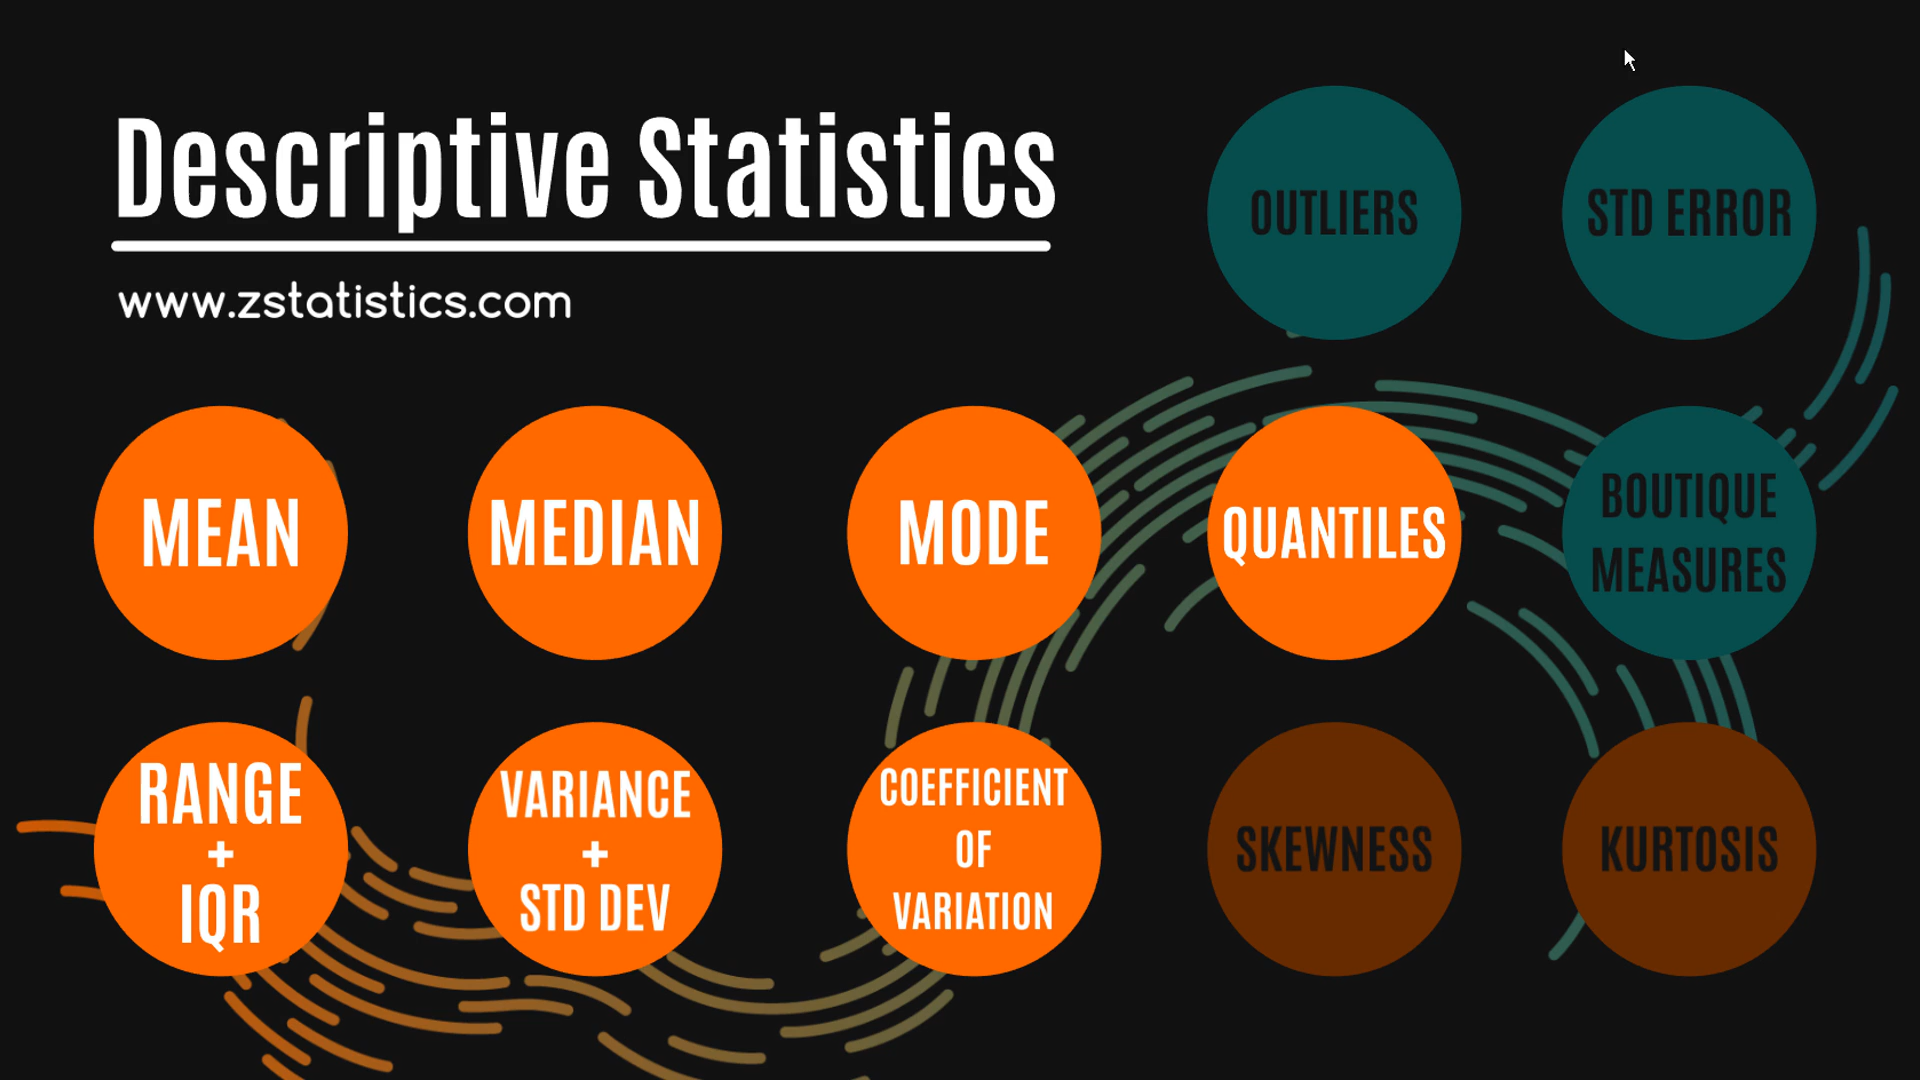 Descriptive Statistics
www.zstatistics.com
OUTLIERS
STD ERROR
MEAN
MEDIAN
MODE
QUANTILES
BOUTIQUE
MEASURES
RANGE
+
IQR
VARIANCE
+
STD DEV
COEFFICIENT
OF
VARIATION
SKEWNESS
KURTOSIS